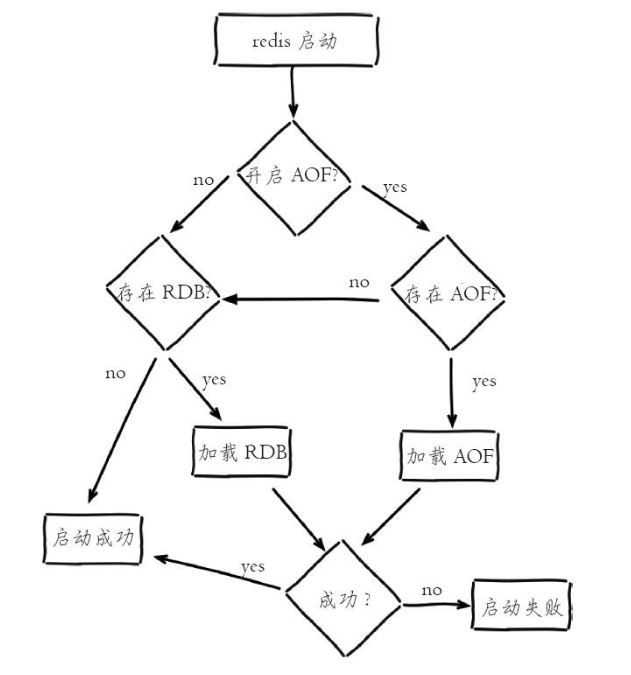 redis 启动
开启 AOF?
no
yes
存在 RDB?
no
存在 AOF?
no
yes
yes
加载 RDB
加载 AOF
启动成功
yes
成功？
no
启动失败